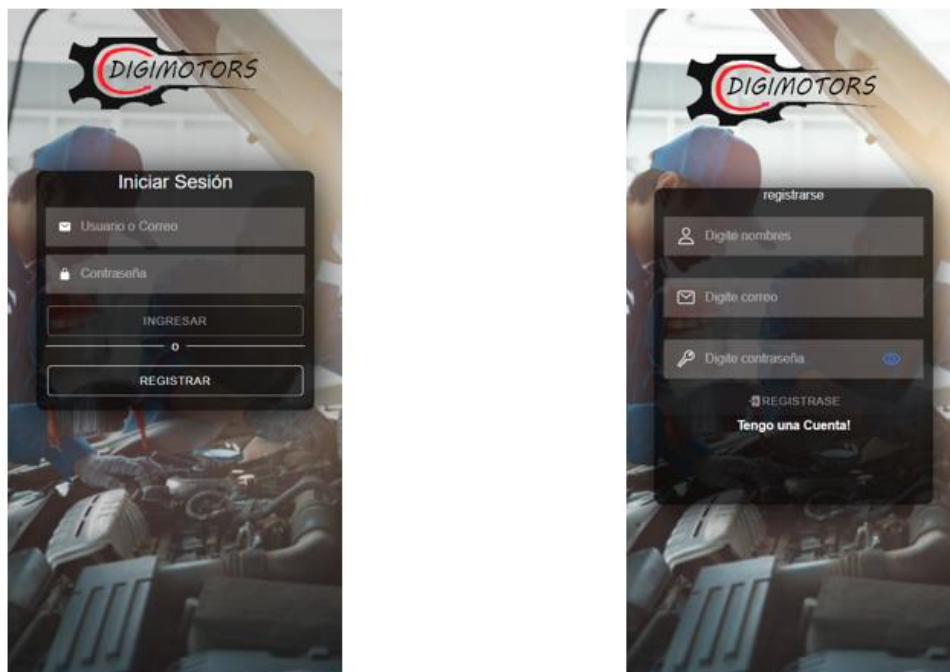 DIGIMOTORS
Iniciar Sesión
Usuario o Correo
Contraseña
INGRESAR
o
REGISTRAR
DIGIMOTORS
registrarse
Digite nombres
Digite correo
Digite contraseña
REGISTRASE
Tengo una Cuenta!